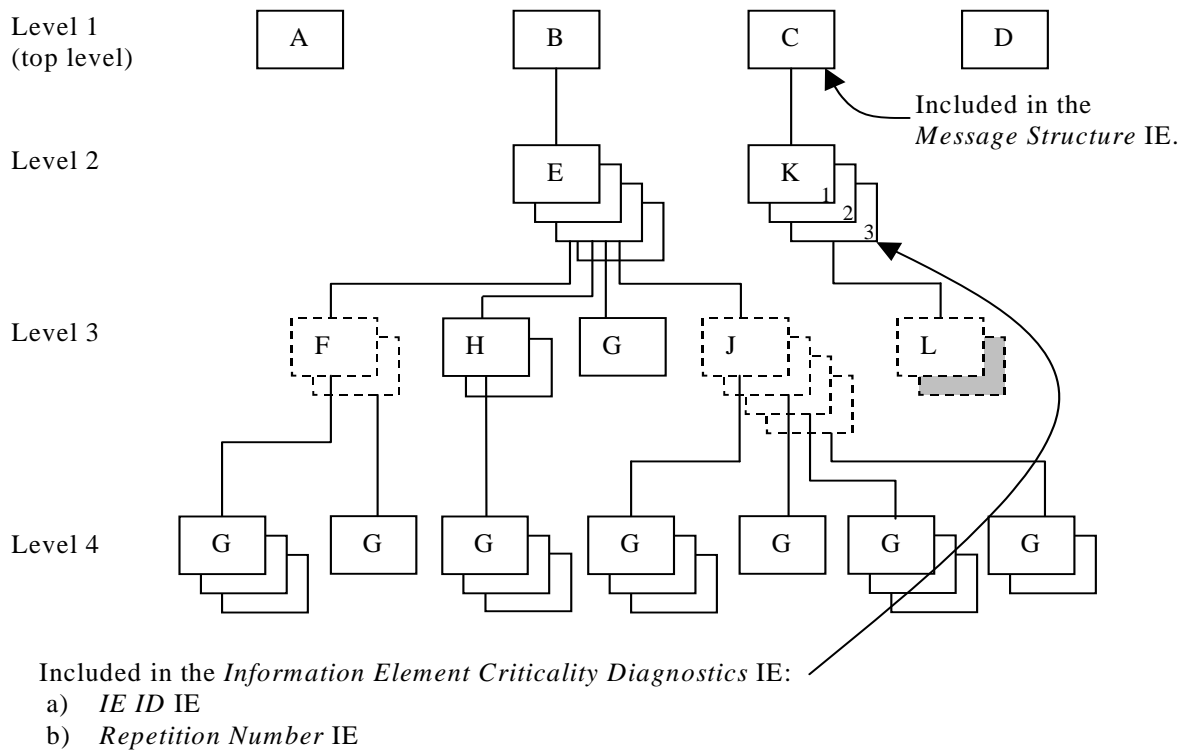 Level 1
(top level)
A
B
C
D
Included in the
Message Structure IE.
Level 2
E
K
1
2
3
Level 3
F
H
G
J
L
Level 4
G
G
G
G
G
G
G
Included in the Information Element Criticality Diagnostics IE:
a) IE ID IE
b) Repetition Number IE